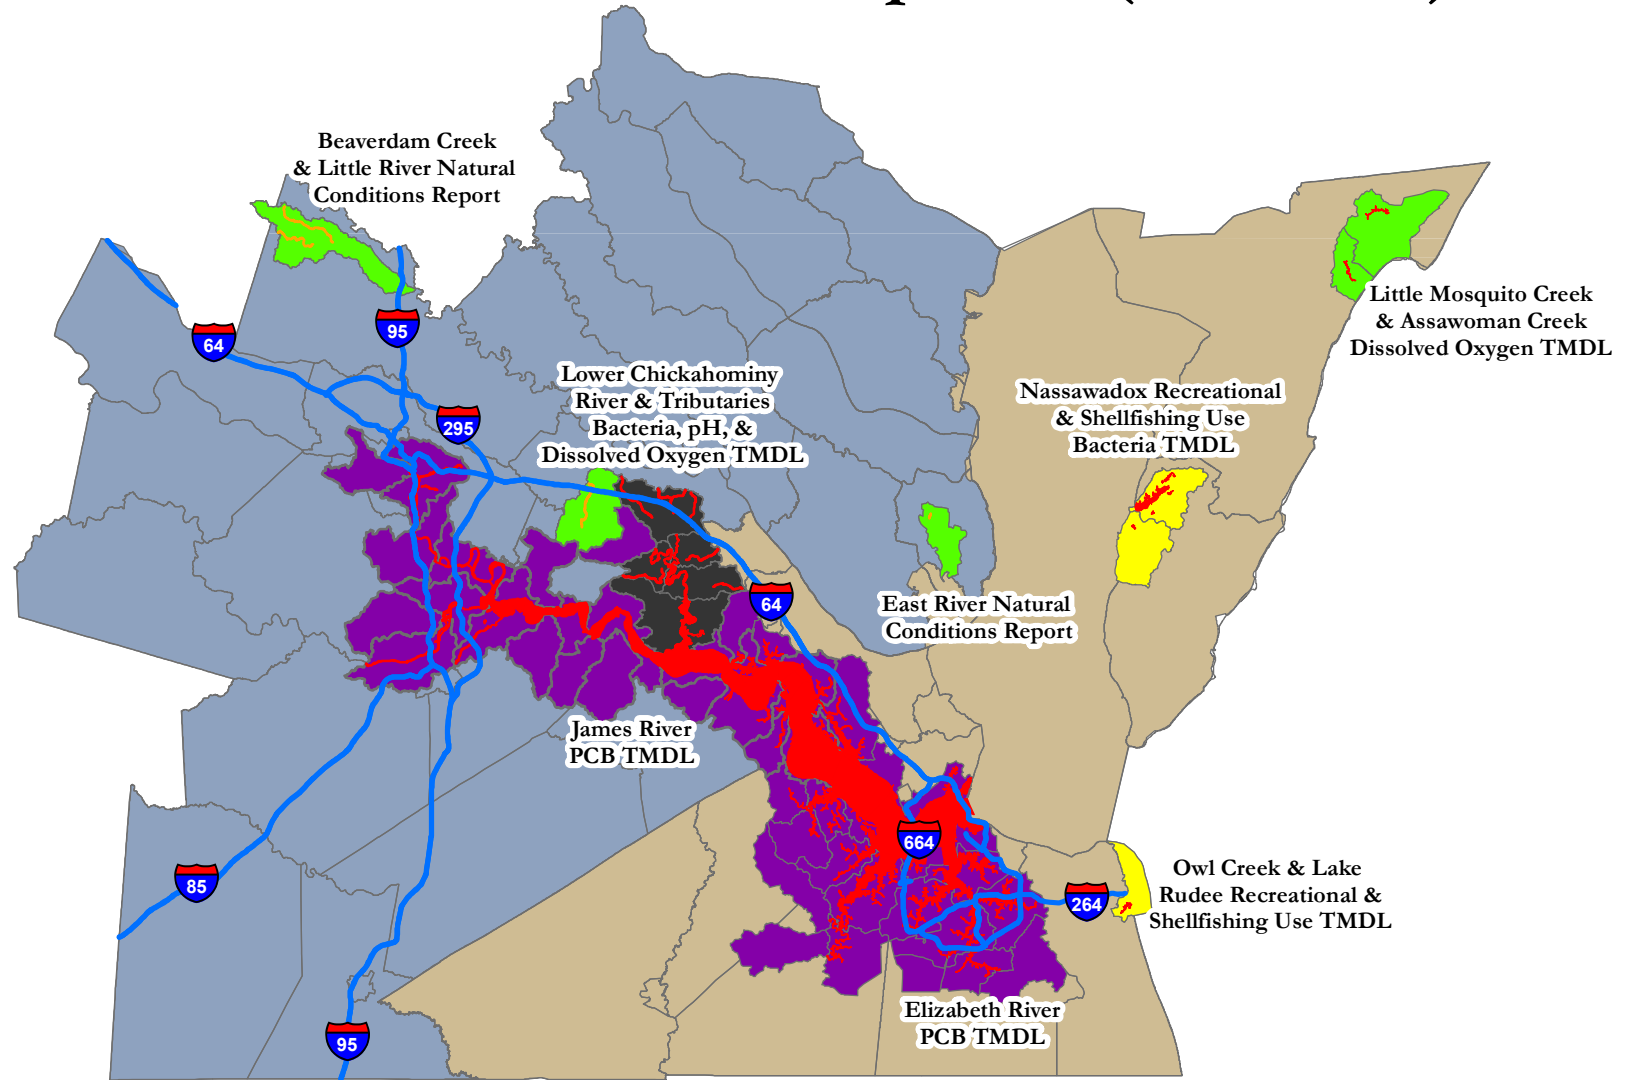 Beaverdam Creek
& Little River Natural
Conditions Report
64
95
295
Lower Chickahominy
River & Tributaries
Bacteria, pH, &
Dissolved Oxygen TMDL
Little Mosquito Creek
& Assawoman Creek
Dissolved Oxygen TMDL
Nassawadox Recreational
& Shellfishing Use
Bacteria TMDL
64
East River Natural
Conditions Report
James River
PCB TMDL
664
85
264
Owl Creek & Lake
Rudee Recreational &
Shellfishing Use TMDL
Elizabeth River
PCB TMDL
95